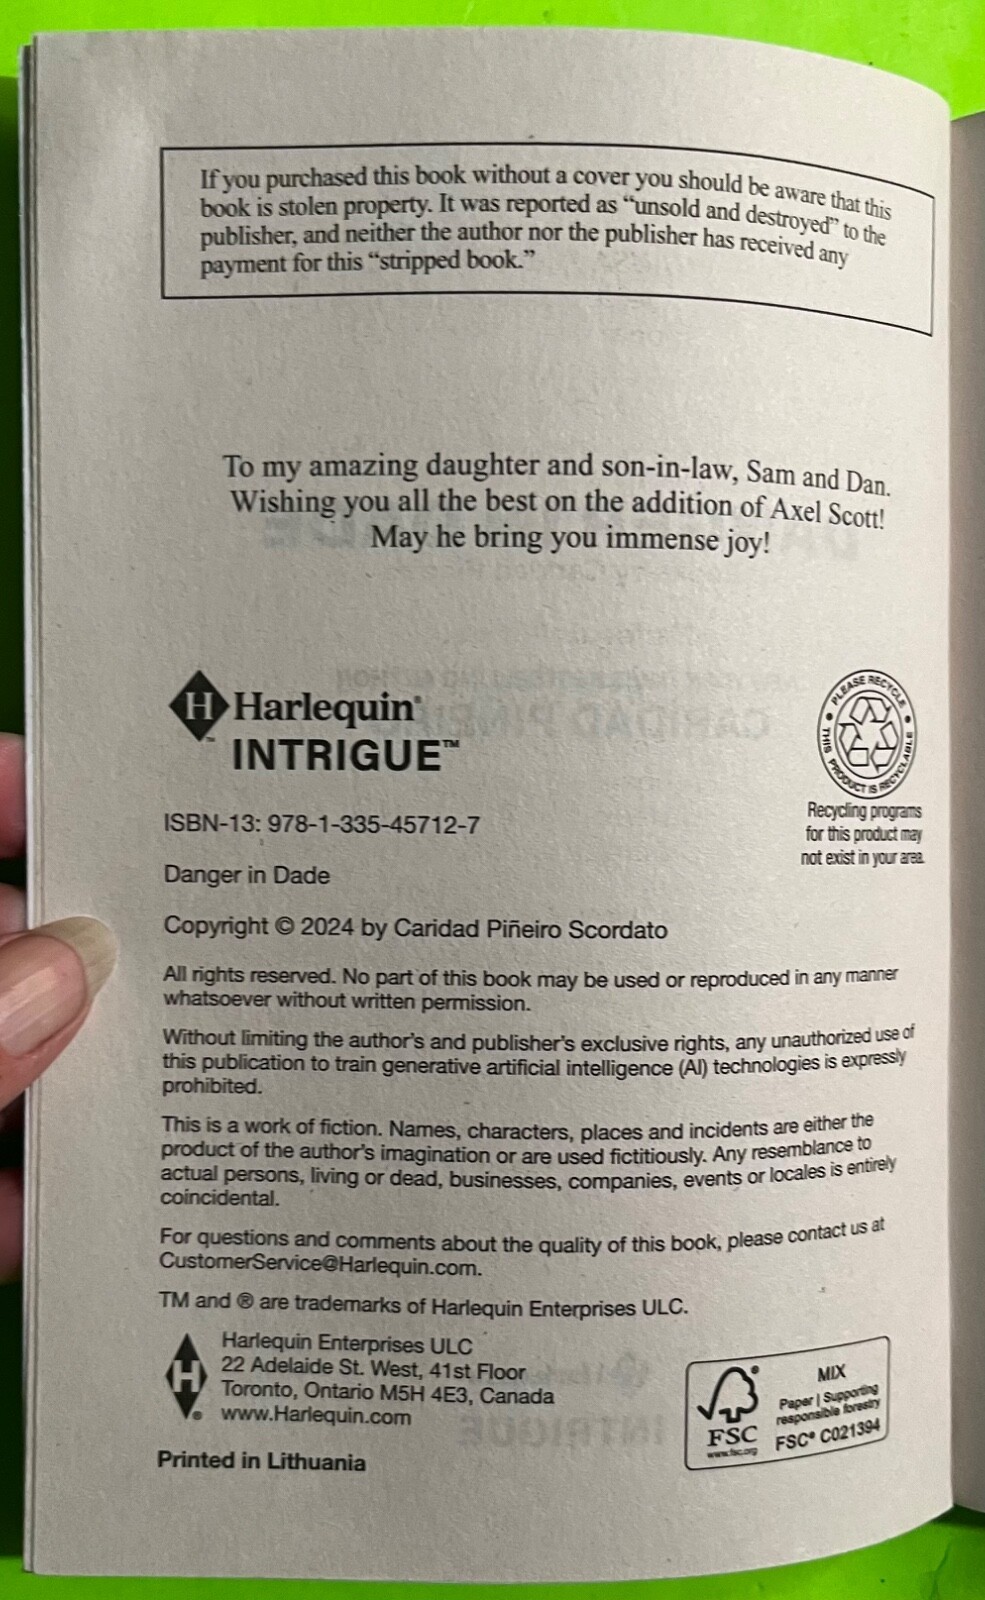 If you purchased this book without a cover you should be aware that this
book is stolen property. It was reported as “unsold and destroyed” to the
publisher, and neither the author nor the publisher has received any
payment for this “stripped book.”
To my amazing daughter and son-in-law, Sam and Dan.
Wishing you all the best on the addition of Axel Scott!
May he bring you immense joy!
H Harlequin®
INTRIGUE™
PLEASE RECYCLE
THIS PRODUCT IS RECYCLABLE
Recycling programs
for this product may
not exist in your area.
ISBN-13: 978-1-335-45712-7
Danger in Dade
Copyright © 2024 by Caridad Piñeiro Scordato
All rights reserved. No part of this book may be used or reproduced in any manner
whatsoever without written permission.
Without limiting the author's and publisher's exclusive rights, any unauthorized use of
this publication to train generative artificial intelligence (AI) technologies is expressly
prohibited.
This is a work of fiction. Names, characters, places and incidents are either the
product of the author's imagination or are used fictitiously. Any resemblance to
actual persons, living or dead, businesses, companies, events or locales is entirely
coincidental.
For questions and comments about the quality of this book, please contact us at
CustomerService@Harlequin.com.
TM and ® are trademarks of Harlequin Enterprises ULC.
H®
Harlequin Enterprises ULC
22 Adelaide St. West, 41st Floor
Toronto, Ontario M5H 4E3, Canada
www.Harlequin.com
Printed in Lithuania
FSC
www.fsc.org
MIX
Paper | Supporting
responsible forestry
FSC® C021394